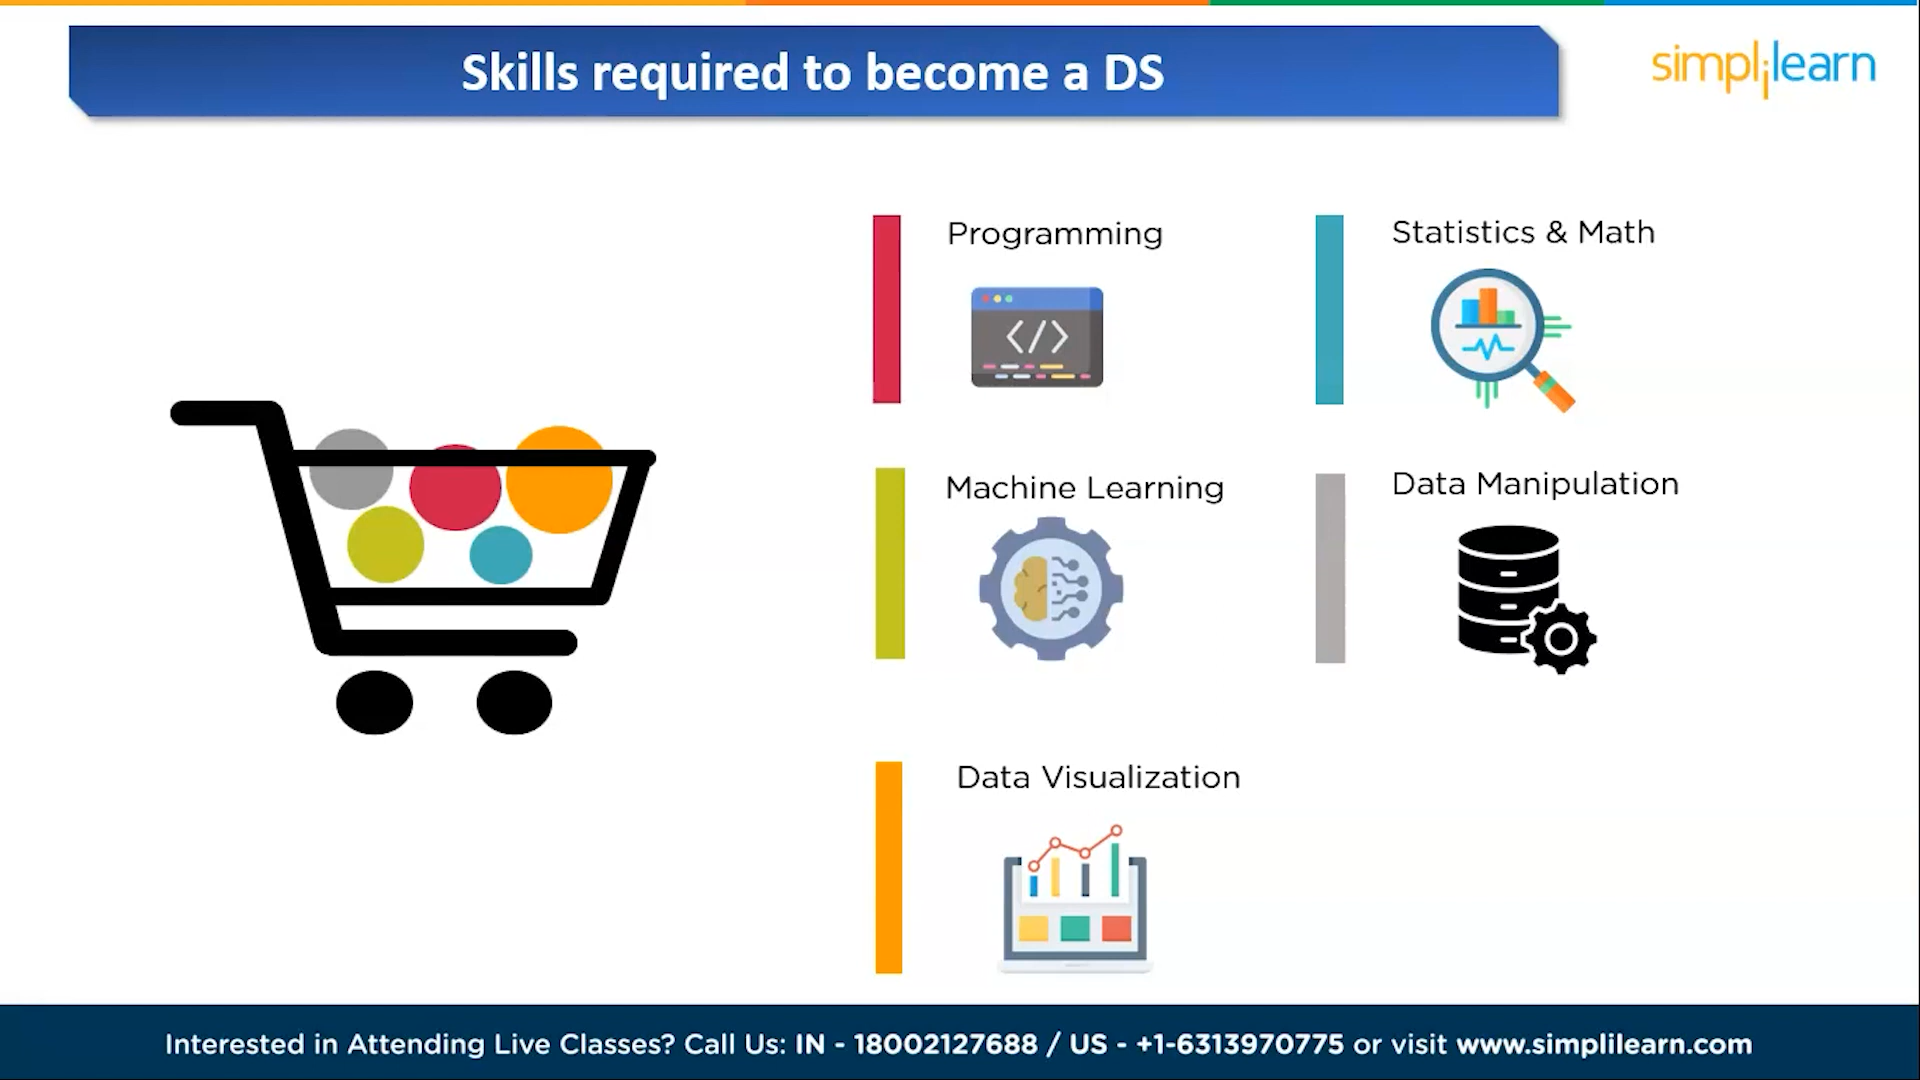 Skills required to become a DS
simplilearn
Programming
Statistics & Math
</>
Machine Learning
Data Manipulation
Data Visualization
Interested in Attending Live Classes? Call Us: IN - 18002127688 / US - +1-6313970775 or visit www.simplilearn.com